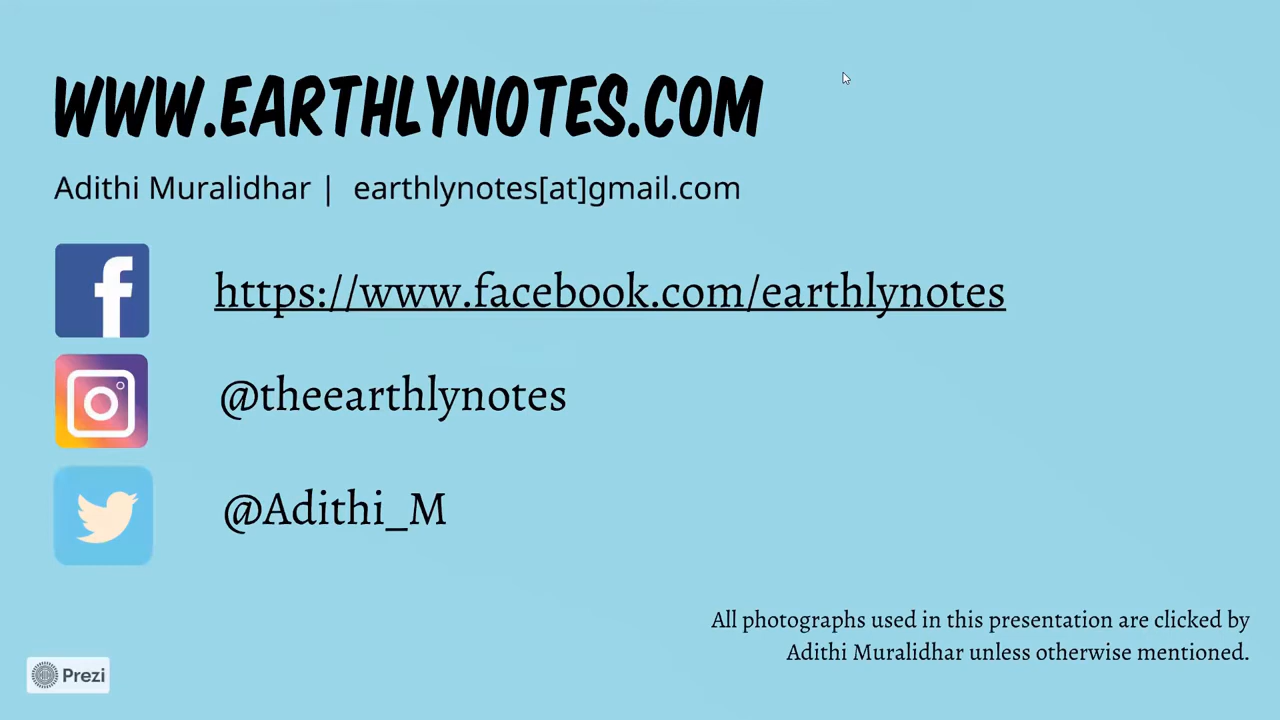 WWW.EARTHLYNOTES.COM
Adithi Muralidhar | earthlynotes[at]gmail.com
https://www.facebook.com/earthlynotes
@theearthlynotes
@Adithi_M
All photographs used in this presentation are clicked by
Adithi Muralidhar unless otherwise mentioned.
Prezi